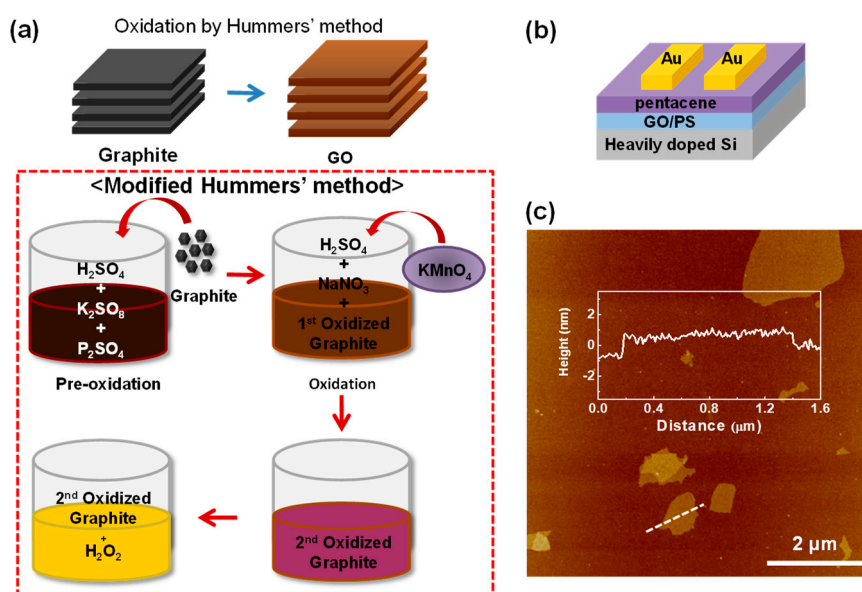 (a)
Oxidation by Hummers’ method
Graphite
GO
<Modified Hummers’ method>
H₂SO₄
+
K₂SO₈
+
P₂SO₄
Graphite
Pre-oxidation
H₂SO₄
+
NaNO₃
+
1st Oxidized
Graphite
KMnO₄
Oxidation
2nd Oxidized
Graphite
+
H₂O₂
2nd Oxidized
Graphite
(b)
Au
Au
pentacene
GO/PS
Heavily doped Si
(c)
Height (nm)
2
0
-2
0.0
0.4
0.8
1.2
1.6
Distance (μm)
2 μm